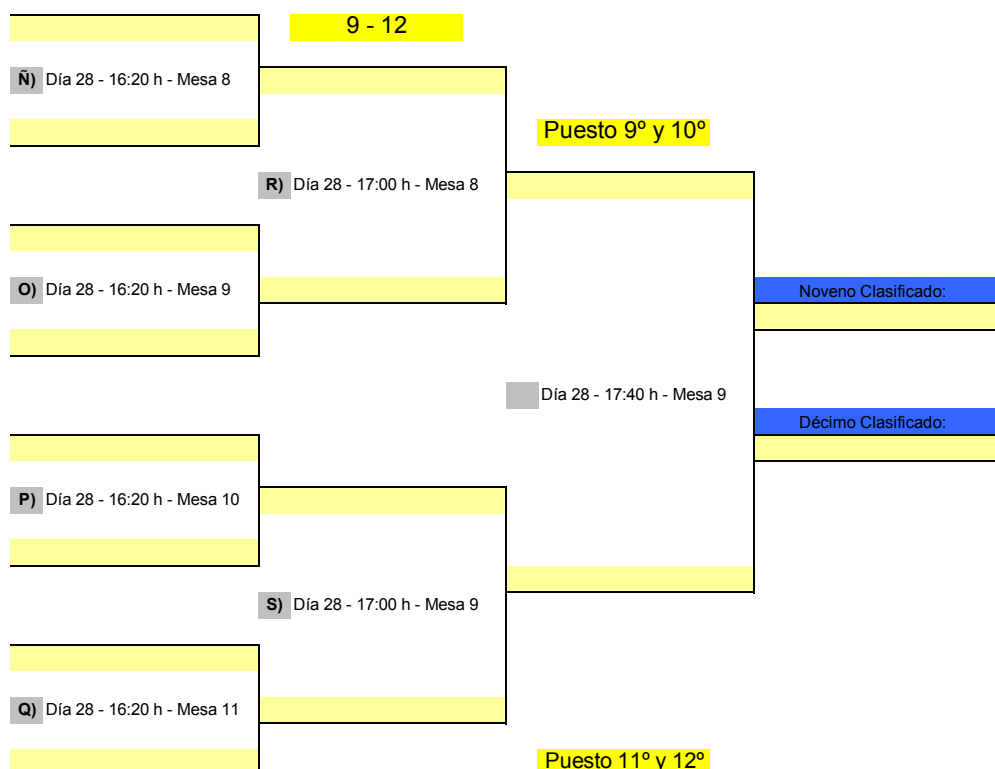 9 - 12
Ñ) Día 28 - 16:20 h - Mesa 8
Puesto 9º y 10º
R) Día 28 - 17:00 h - Mesa 8
O) Día 28 - 16:20 h - Mesa 9
Noveno Clasificado:
Día 28 - 17:40 h - Mesa 9
Décimo Clasificado:
P) Día 28 - 16:20 h - Mesa 10
S) Día 28 - 17:00 h - Mesa 9
Q) Día 28 - 16:20 h - Mesa 11
Puesto 11º y 12º